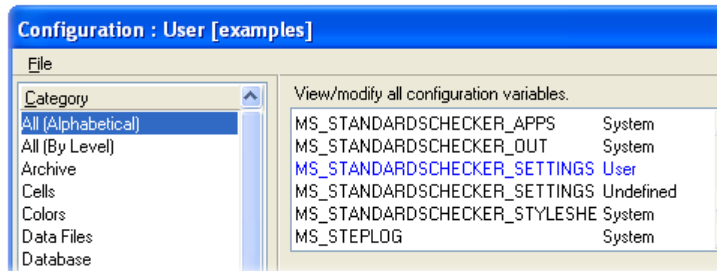 Configuration : User [examples]
File
Category
All (Alphabetical)
All (By Level)
Archive
Cells
Colors
Data Files
Database
View/modify all configuration variables.
MS_STANDARDSCHECKER_APPS System
MS_STANDARDSCHECKER_OUT System
MS_STANDARDSCHECKER_SETTINGS User
MS_STANDARDSCHECKER_SETTINGS Undefined
MS_STANDARDSCHECKER_STYLESHE System
MS_STEPLOG System